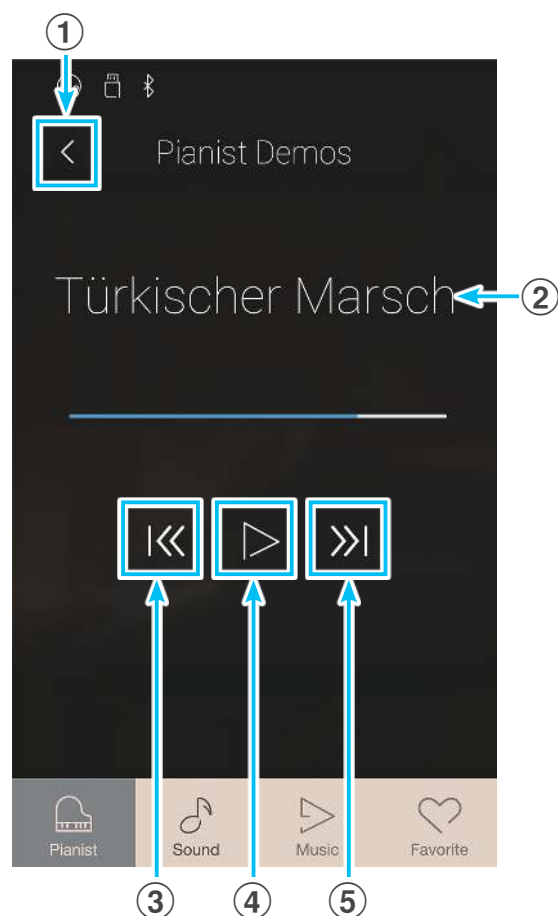 ①
Pianist Demos
Türkischer Marsch
②
Pianist Sound Music Favorite
③ ④ ⑤